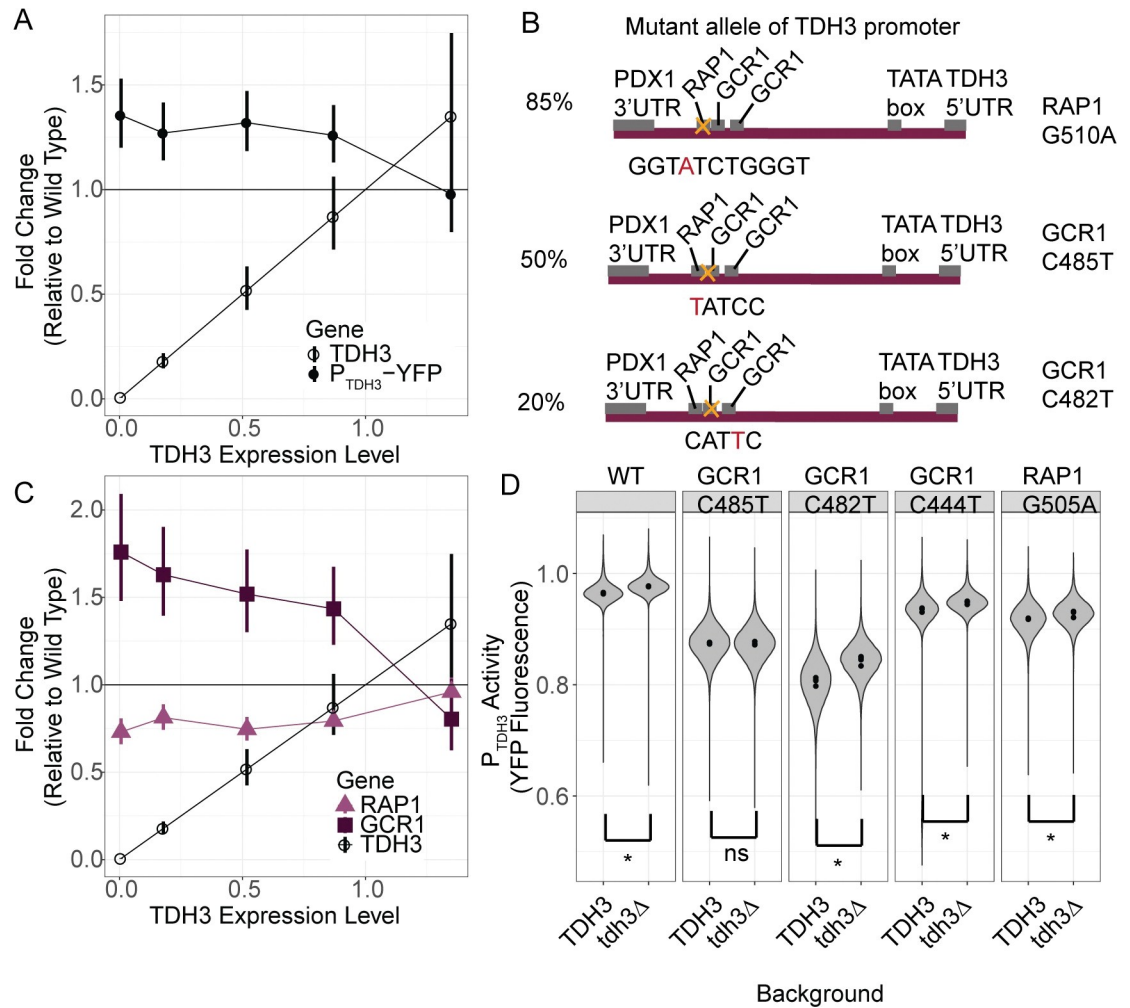 A
Fold Change
(Relative to Wild Type)
1.5
1.0
0.5
0.0
Gene
TDH3
P TDH3 −YFP
0.0 0.5 1.0
TDH3 Expression Level
B
Mutant allele of TDH3 promoter
85%
PDX1
3’UTR
RAP1
GCR1
GCR1
TATA TDH3
box 5’UTR
RAP1
G510A
GGTATCTGGGT
50%
PDX1
3’UTR
RAP1
GCR1
GCR1
TATA TDH3
box 5’UTR
GCR1
C485T
TATCC
20%
PDX1
3’UTR
RAP1
GCR1
GCR1
TATA TDH3
box 5’UTR
GCR1
C482T
CATTC
C
Fold Change
(Relative to Wild Type)
2.0
1.5
1.0
0.5
0.0
Gene
RAP1
GCR1
TDH3
0.0 0.5 1.0
TDH3 Expression Level
D
WT GCR1 GCR1 GCR1 RAP1
C485T C482T C444T G505A
P TDH3 Activity
(YFP Fluorescence)
1.0
0.8
0.6
* ns * * *
TDH3 tdh3Δ TDH3 tdh3Δ TDH3 tdh3Δ TDH3 tdh3Δ TDH3 tdh3Δ
Background